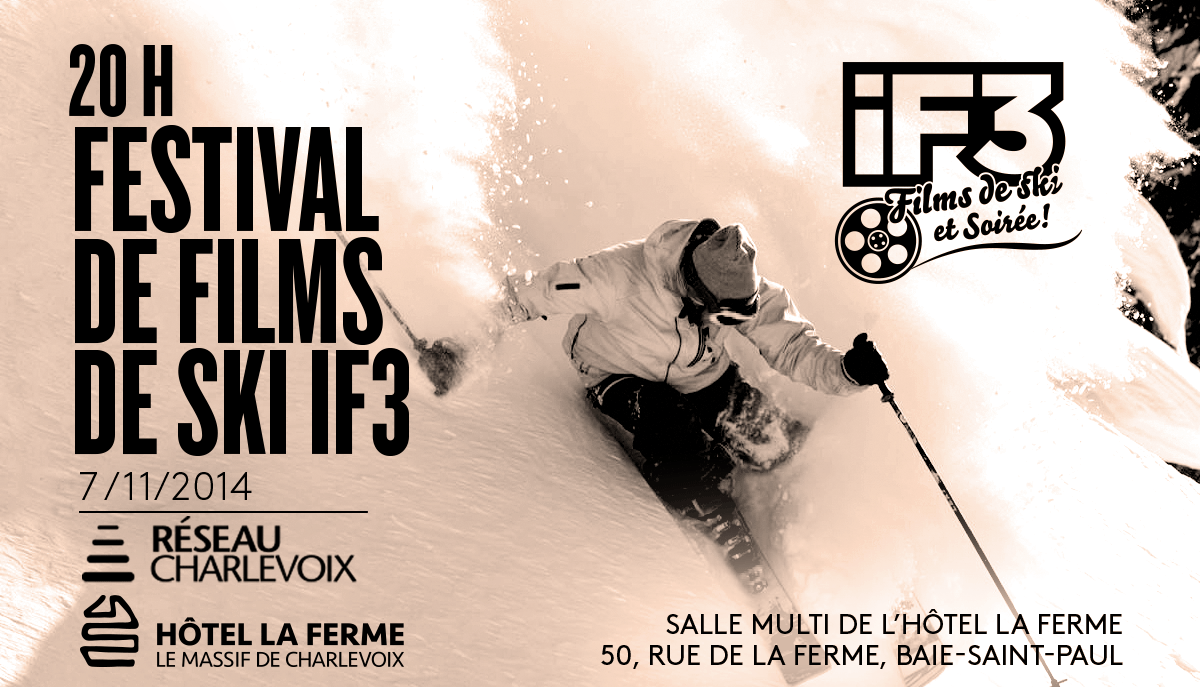 20 H
FESTIVAL
DE FILMS
DE SKI IF3
7/11/2014
RÉSEAU
CHARLEVOIX
HÔTEL LA FERME
LE MASSIF DE CHARLEVOIX
iF3
Films de ski
et Soirée!
SALLE MULTI DE L'HÔTEL LA FERME
50, RUE DE LA FERME, BAIE-SAINT-PAUL